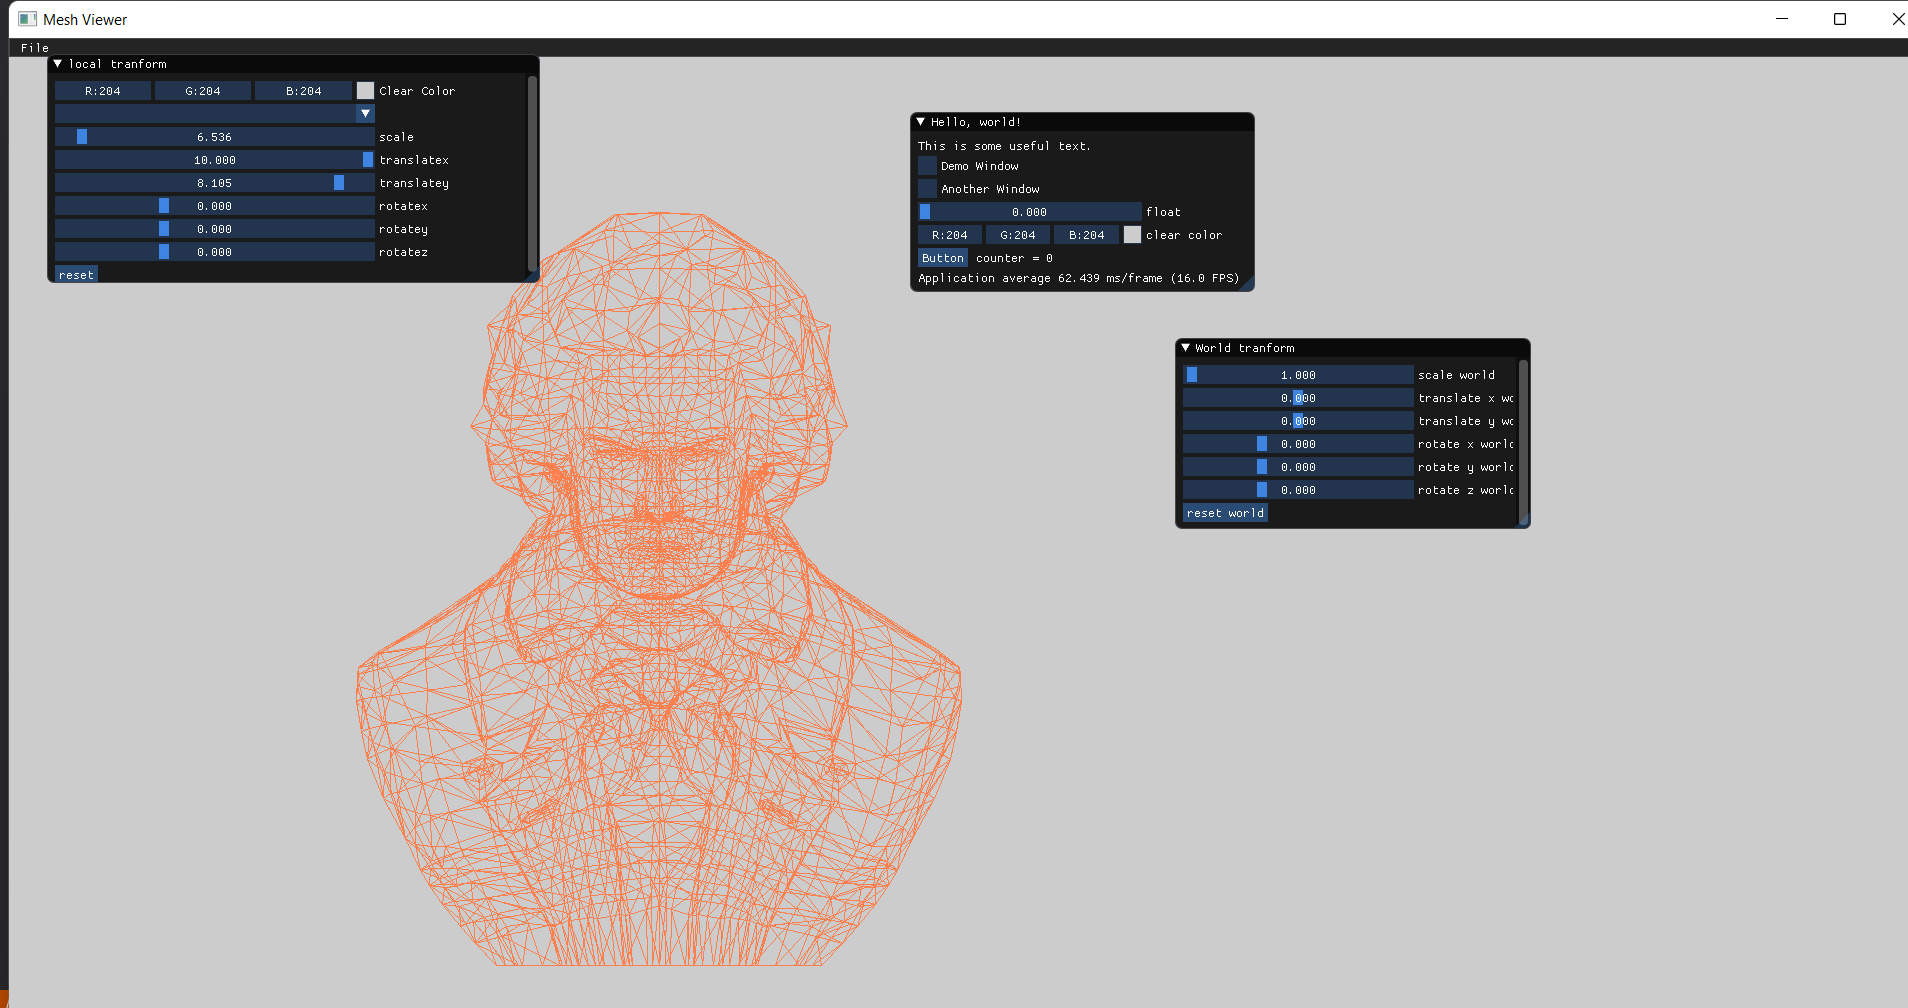 Mesh Viewer
File
local tranform
R:204 G:204 B:204 Clear Color
6.536 scale
10.000 translatex
8.105 translatey
0.000 rotatex
0.000 rotatey
0.000 rotatez
reset
Hello, world!
This is some useful text.
Demo Window
Another Window
0.000 float
R:204 G:204 B:204 clear color
Button counter = 0
Application average 62.439 ms/frame (16.0 FPS)
World tranform
1.000 scale world
0.000 translate x wo
0.000 translate y wo
0.000 rotate x world
0.000 rotate y world
0.000 rotate z world
reset world